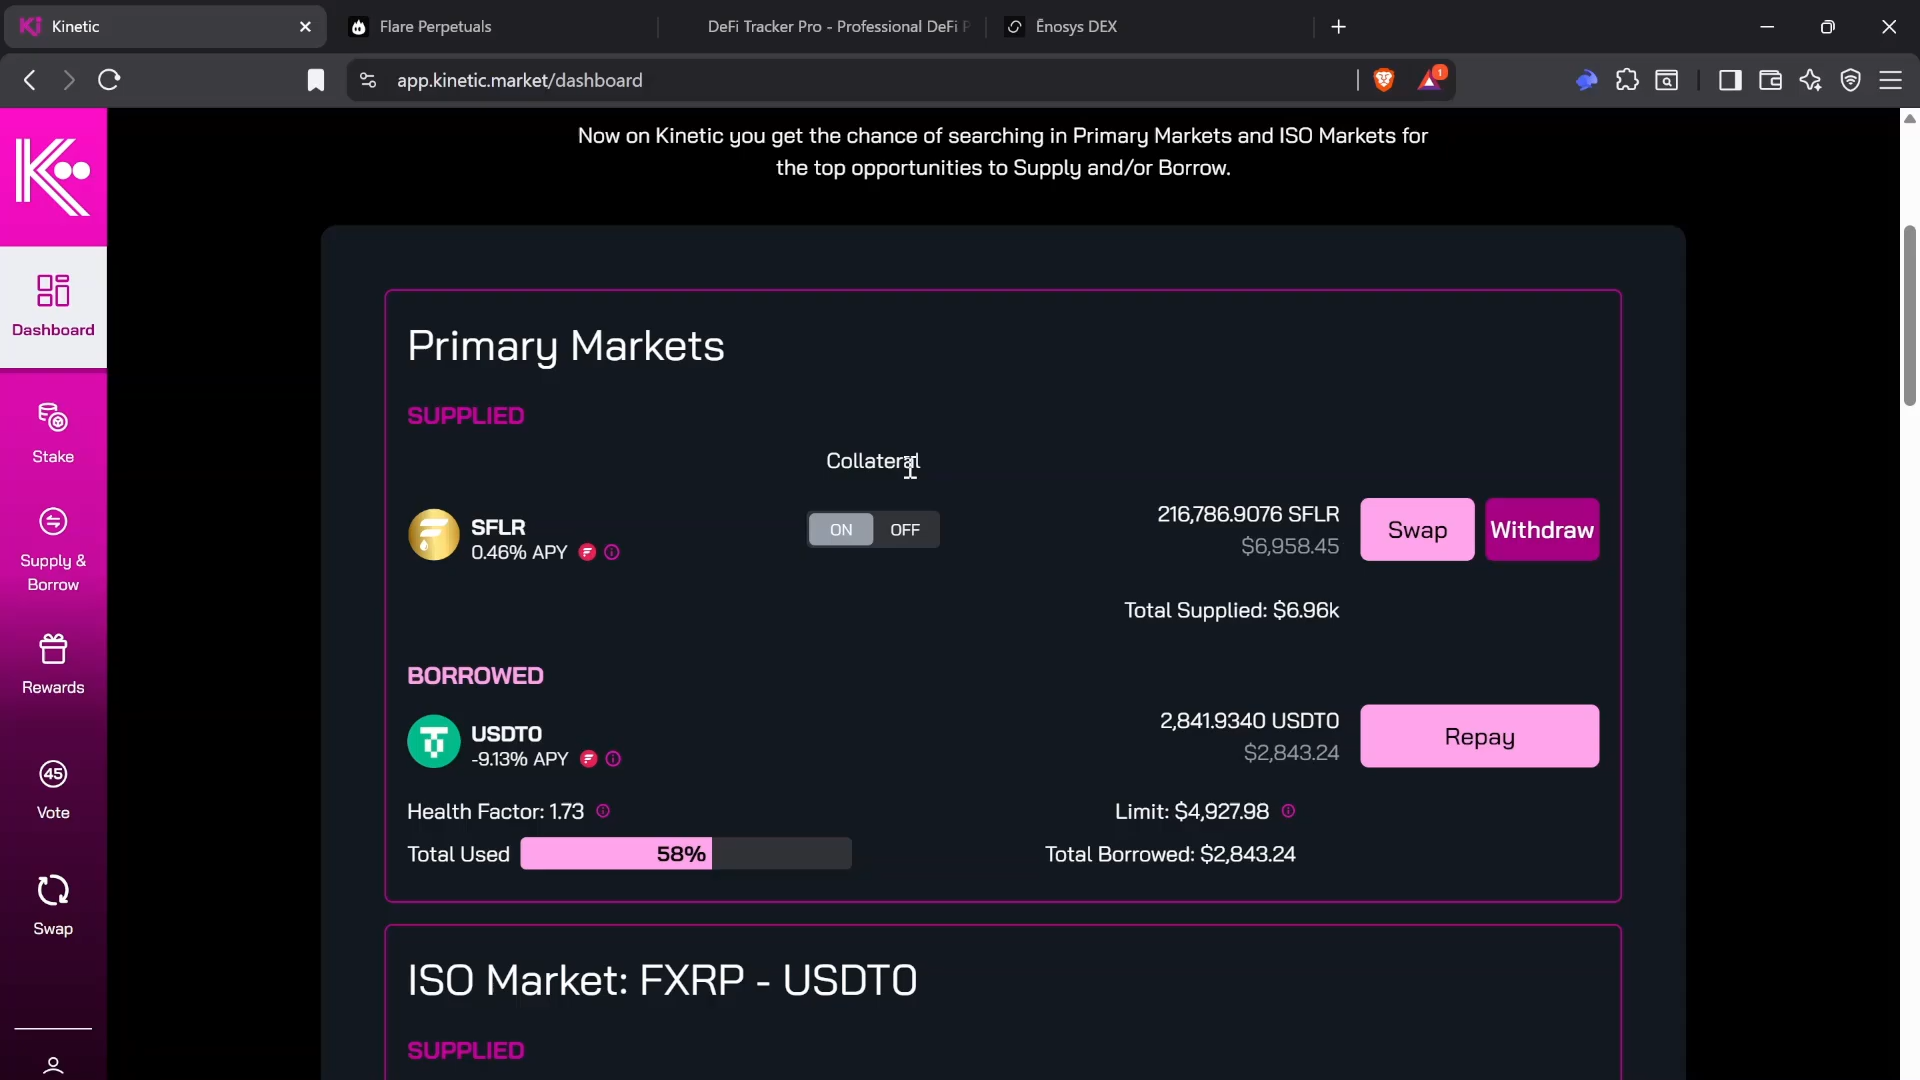 Kinetic
Flare Perpetuals
DeFi Tracker Pro - Professional DeFi P
Ēnosys DEX
app.kinetic.market/dashboard
1
Now on Kinetic you get the chance of searching in Primary Markets and ISO Markets for
the top opportunities to Supply and/or Borrow.
Dashboard
Stake
Supply &
Borrow
Rewards
45
Vote
Swap
Primary Markets
SUPPLIED
Collateral
SFLR
0.46% APY
ON OFF
216,786.9076 SFLR
$6,958.45
Swap
Withdraw
Total Supplied: $6.96k
BORROWED
USDT0
-9.13% APY
2,841.9340 USDT0
$2,843.24
Repay
Health Factor: 1.73
Limit: $4,927.98
Total Used 58%
Total Borrowed: $2,843.24
ISO Market: FXRP - USDT0
SUPPLIED